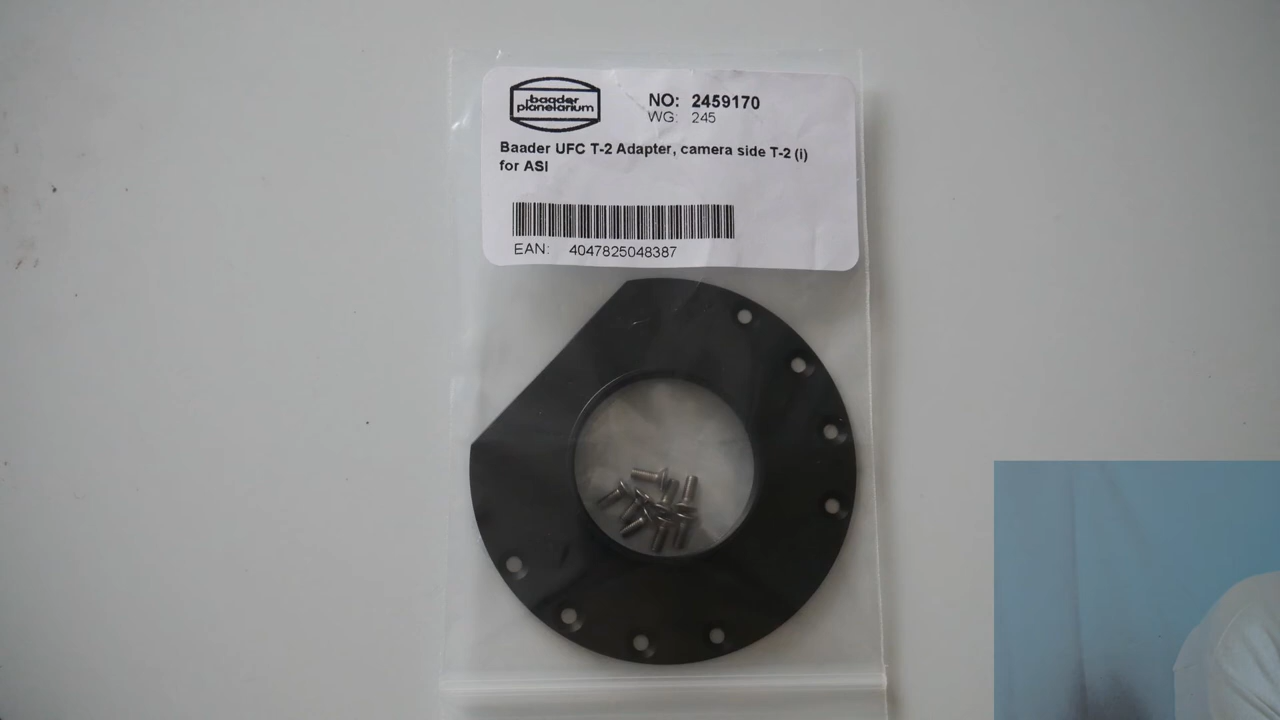 baader
planetarium
NO: 2459170
WG: 245
Baader UFC T-2 Adapter, camera side T-2 (i)
for ASI
EAN: 4047825048387